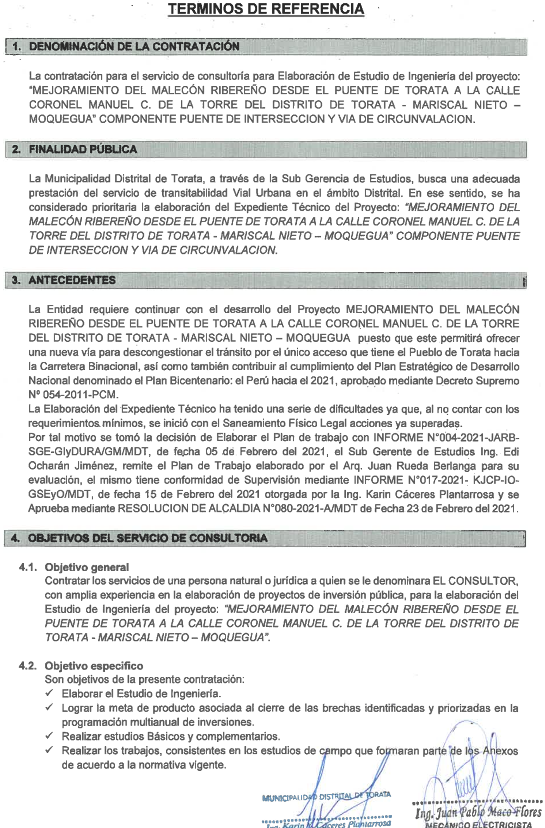 TERMINOS DE REFERENCIA
1. DENOMINACIÓN DE LA CONTRATACIÓN
La contratación para el servicio de consultoría para Elaboración de Estudio de Ingeniería del proyecto:
"MEJORAMIENTO DEL MALECÓN RIBEREÑO DESDE EL PUENTE DE TORATA A LA CALLE
CORONEL MANUEL C. DE LA TORRE DEL DISTRITO DE TORATA - MARISCAL NIETO –
MOQUEGUA" COMPONENTE PUENTE DE INTERSECCION Y VIA DE CIRCUNVALACION.
2. FINALIDAD PÚBLICA
La Municipalidad Distrital de Torata, a través de la Sub Gerencia de Estudios, busca una adecuada
prestación del servicio de transitabilidad Vial Urbana en el ámbito Distrital. En ese sentido, se ha
considerado prioritaria la elaboración del Expediente Técnico del Proyecto: "MEJORAMIENTO DEL
MALECÓN RIBEREÑO DESDE EL PUENTE DE TORATA A LA CALLE CORONEL MANUEL C. DE LA
TORRE DEL DISTRITO DE TORATA - MARISCAL NIETO – MOQUEGUA" COMPONENTE PUENTE
DE INTERSECCION Y VIA DE CIRCUNVALACION.
3. ANTECEDENTES
La Entidad requiere continuar con el desarrollo del Proyecto MEJORAMIENTO DEL MALECÓN
RIBEREÑO DESDE EL PUENTE DE TORATA A LA CALLE CORONEL MANUEL C. DE LA TORRE
DEL DISTRITO DE TORATA - MARISCAL NIETO – MOQUEGUA puesto que este permitirá ofrecer
una nueva vía para descongestionar el tránsito por el único acceso que tiene el Pueblo de Torata hacia
la Carretera Binacional, así como también contribuir al cumplimiento del Plan Estratégico de Desarrollo
Nacional denominado el Plan Bicentenario: el Perú hacia el 2021, aprobado mediante Decreto Supremo
Nº 054-2011-PCM.
La Elaboración del Expediente Técnico ha tenido una serie de dificultades ya que, al no contar con los
requerimientos mínimos, se inició con el Saneamiento Físico Legal acciones ya superadas.
Por tal motivo se tomó la decisión de Elaborar el Plan de trabajo con INFORME N°004-2021-JARB-
SGE-GIyDURA/GM/MDT, de fecha 05 de Febrero del 2021, el Sub Gerente de Estudios Ing. Edi
Ocharán Jiménez, remite el Plan de Trabajo elaborado por el Arq. Juan Rueda Berlanga para su
evaluación, el mismo tiene conformidad de Supervisión mediante INFORME N°017-2021- KJCP-IO-
GSEyO/MDT, de fecha 15 de Febrero del 2021 otorgada por la Ing. Karin Cáceres Plantarrosa y se
Aprueba mediante RESOLUCION DE ALCALDIA N°080-2021-A/MDT de Fecha 23 de Febrero del 2021.
4. OBJETIVOS DEL SERVICIO DE CONSULTORIA
4.1. Objetivo general
Contratar los servicios de una persona natural o jurídica a quien se le denominara EL CONSULTOR,
con amplia experiencia en la elaboración de proyectos de inversión pública, para la elaboración del
Estudio de Ingeniería del proyecto: "MEJORAMIENTO DEL MALECÓN RIBEREÑO DESDE EL
PUENTE DE TORATA A LA CALLE CORONEL MANUEL C. DE LA TORRE DEL DISTRITO DE
TORATA - MARISCAL NIETO – MOQUEGUA".
4.2. Objetivo especifico
Son objetivos de la presente contratación:
✓ Elaborar el Estudio de Ingeniería.
✓ Lograr la meta de producto asociada al cierre de las brechas identificadas y priorizadas en la
programación multianual de inversiones.
✓ Realizar estudios Básicos y complementarios.
✓ Realizar los trabajos, consistentes en los estudios de campo que formaran parte de los Anexos
de acuerdo a la normativa vigente.
MUNICIPALIDAD DISTRITAL DE TORATA
Ing. Karin Cáceres Plantarrosa
Ing. Juan Pablo Maco Flores
MECÁNICO ELECTRICISTA